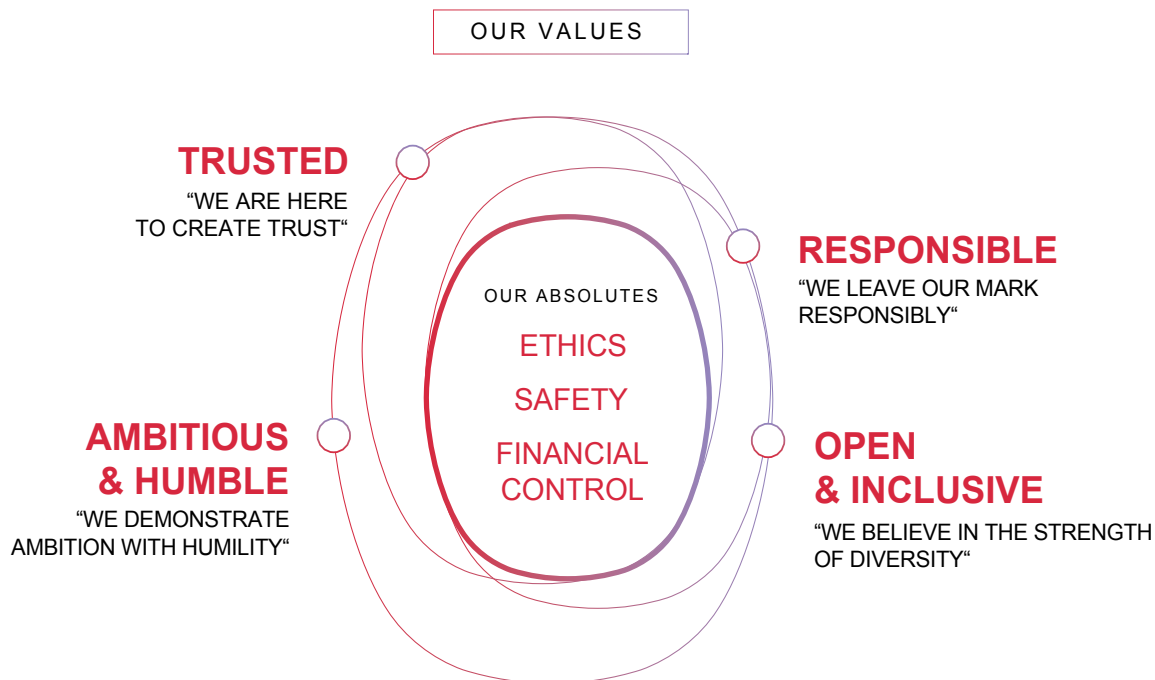 OUR VALUES
TRUSTED
“WE ARE HERE
TO CREATE TRUST“
RESPONSIBLE
“WE LEAVE OUR MARK
RESPONSIBLY“
OUR ABSOLUTES
ETHICS
SAFETY
FINANCIAL
CONTROL
AMBITIOUS
& HUMBLE
“WE DEMONSTRATE
AMBITION WITH HUMILITY“
OPEN
& INCLUSIVE
“WE BELIEVE IN THE STRENGTH
OF DIVERSITY“